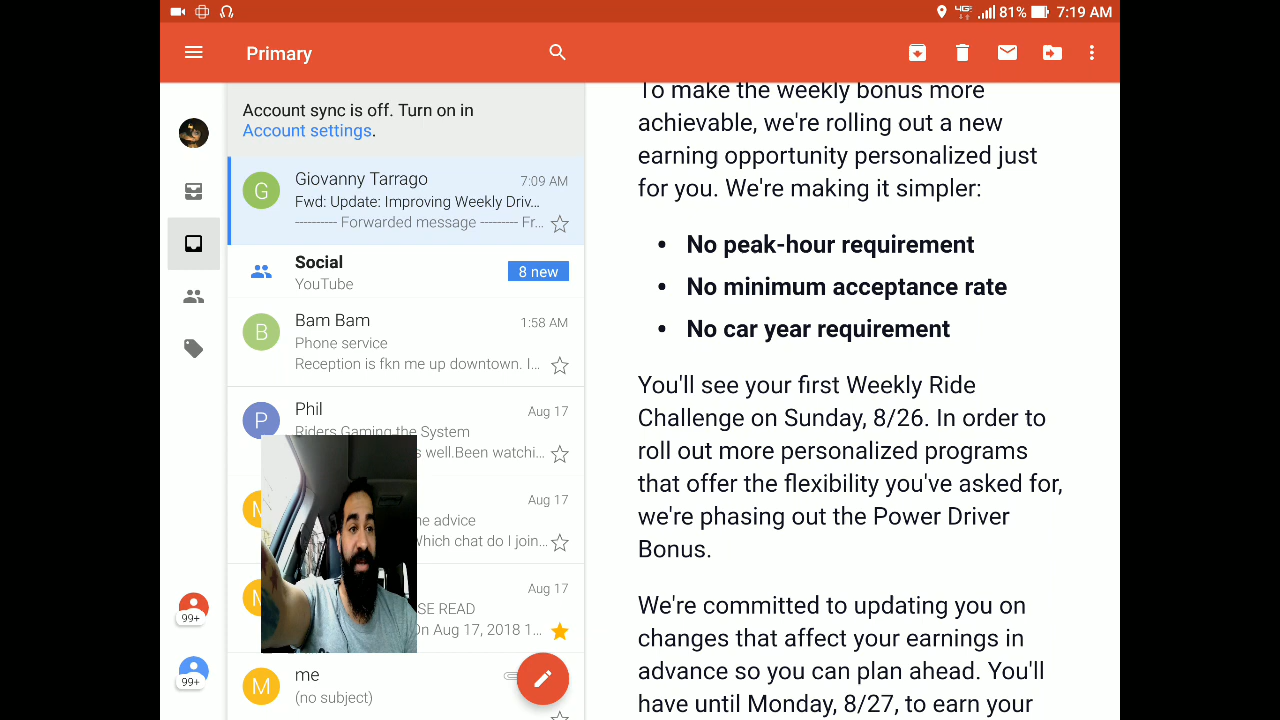 4G 81% 7:19 AM
Primary
Account sync is off. Turn on in
Account settings.
G
Giovanny Tarrago 7:09 AM
Fwd: Update: Improving Weekly Driv...
---------- Forwarded message --------- Fr...
Social 8 new
YouTube
B
Bam Bam 1:58 AM
Phone service
Reception is fkn me up downtown. I...
P
Phil Aug 17
Riders Gaming the System
s well.Been watchi...
Aug 17
ne advice
Which chat do I join...
Aug 17
SE READ
On Aug 17, 2018 1...
M
me
(no subject)
99+
99+
To make the weekly bonus more
achievable, we're rolling out a new
earning opportunity personalized just
for you. We're making it simpler:
• No peak-hour requirement
• No minimum acceptance rate
• No car year requirement
You'll see your first Weekly Ride
Challenge on Sunday, 8/26. In order to
roll out more personalized programs
that offer the flexibility you've asked for,
we're phasing out the Power Driver
Bonus.
We're committed to updating you on
changes that affect your earnings in
advance so you can plan ahead. You'll
have until Monday, 8/27, to earn your